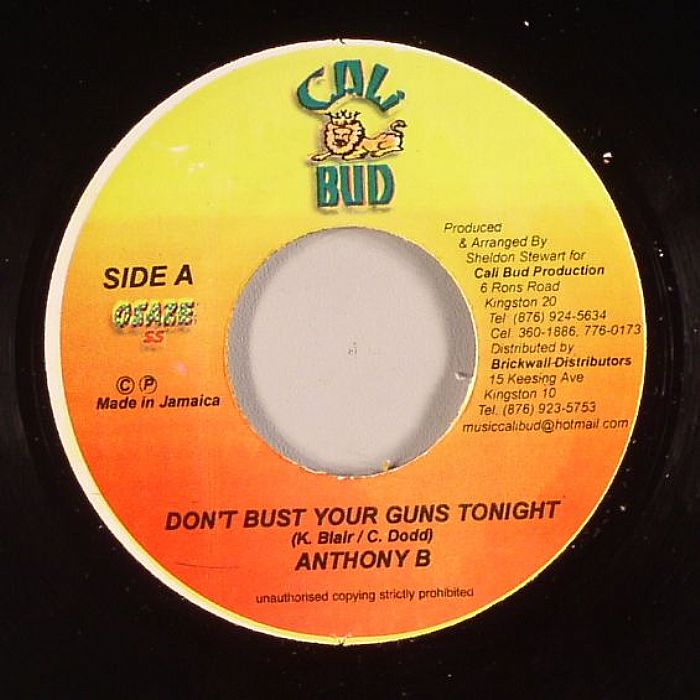 CALI
BUD
SIDE A
OSAZE
SS
© ℗
Made in Jamaica
Produced
& Arranged By
Sheldon Stewart for
Cali Bud Production
6 Rons Road
Kingston 20
Tel: (876) 924-5634
Cel. 360-1886, 776-0173
Distributed by
Brickwall Distributors
15 Keesing Ave
Kingston 10
Tel. (876) 923-5753
musiccalibud@hotmail.com
DON'T BUST YOUR GUNS TONIGHT
(K. Blair / C. Dodd)
ANTHONY B
unauthorised copying strictly prohibited